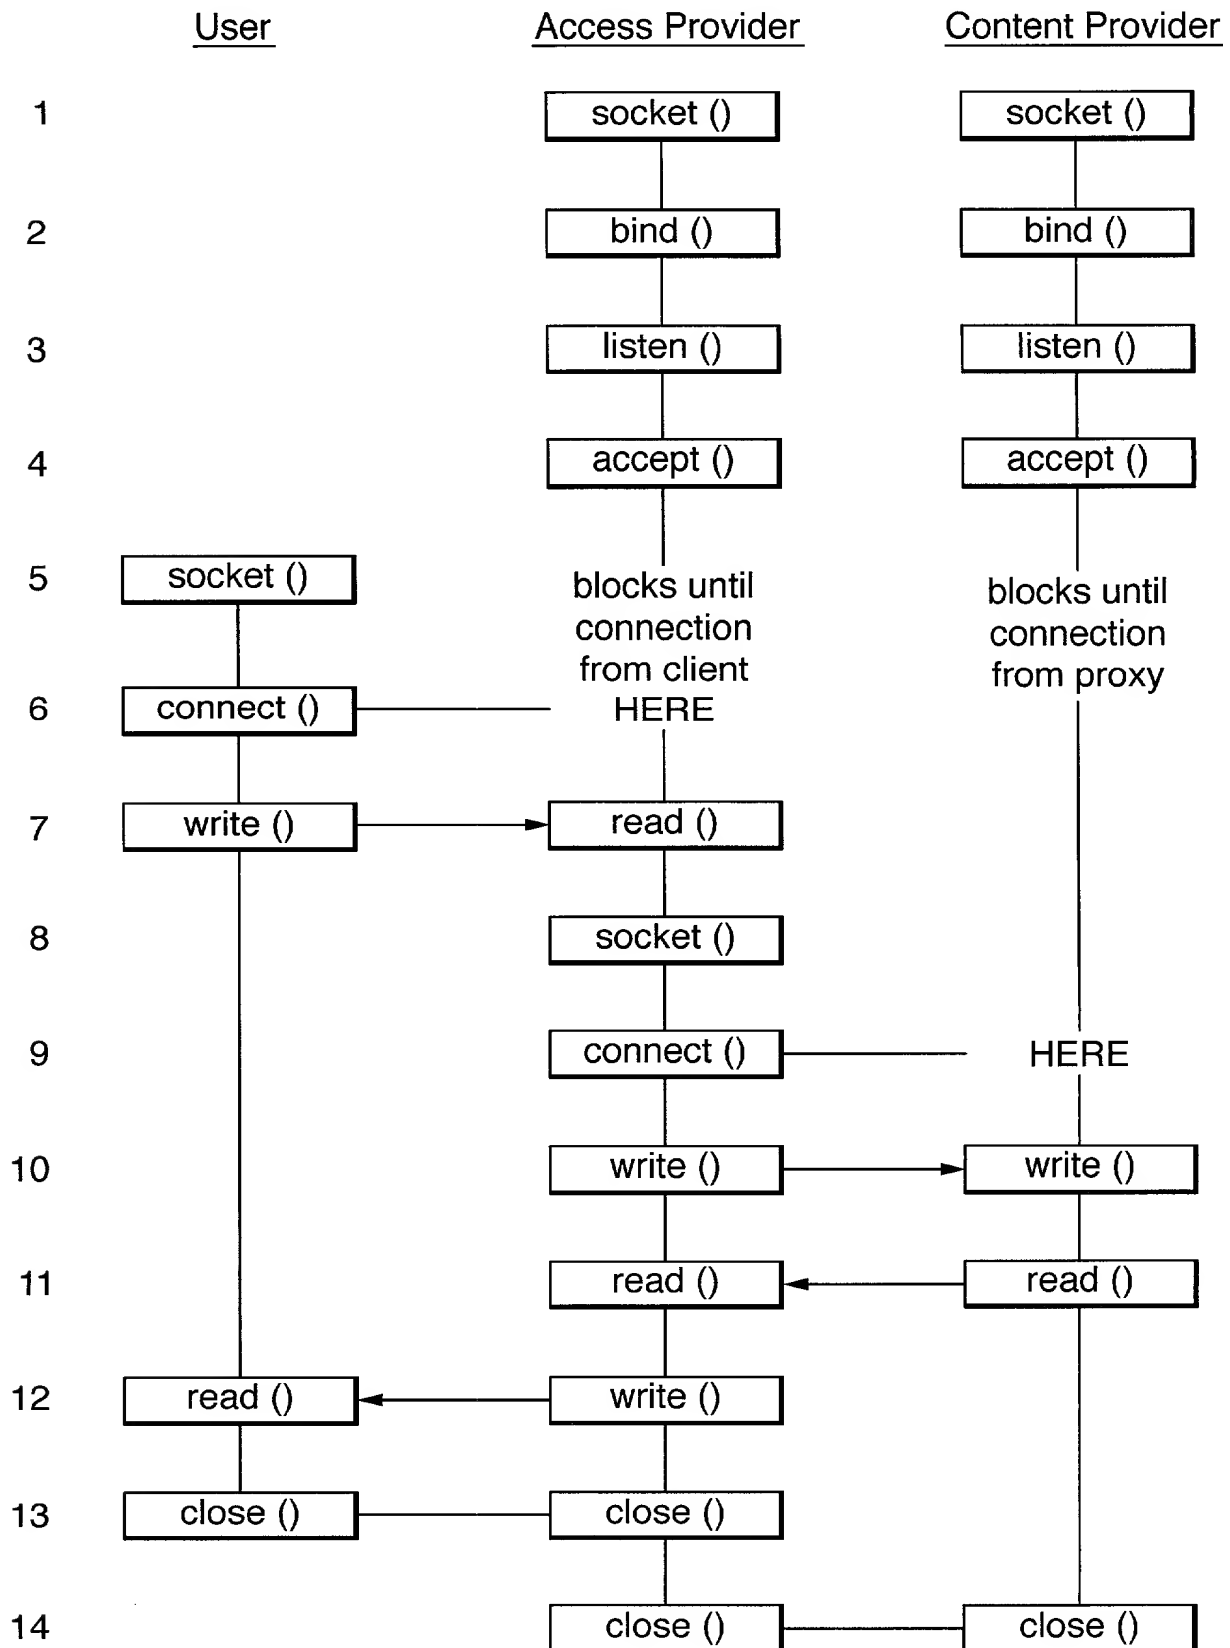 User Access Provider Content Provider
1 socket () socket ()
2 bind () bind ()
3 listen () listen ()
4 accept () accept ()
5 socket () blocks until connection from client HERE
blocks until connection from proxy
6 connect ()
7 write () read ()
8 socket ()
9 connect () HERE
10 write () write ()
11 read () read ()
12 read () write ()
13 close () close ()
14 close () close ()